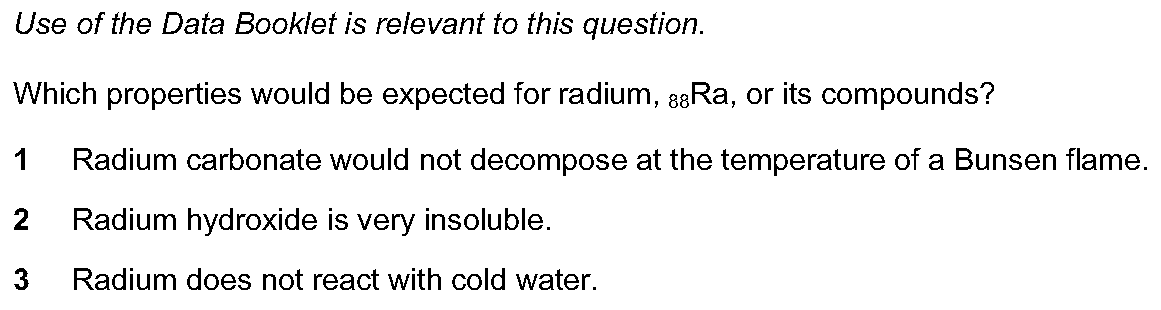 Use of the Data Booklet is relevant to this question.
Which properties would be expected for radium, ₈₈Ra, or its compounds?
1 Radium carbonate would not decompose at the temperature of a Bunsen flame.
2 Radium hydroxide is very insoluble.
3 Radium does not react with cold water.